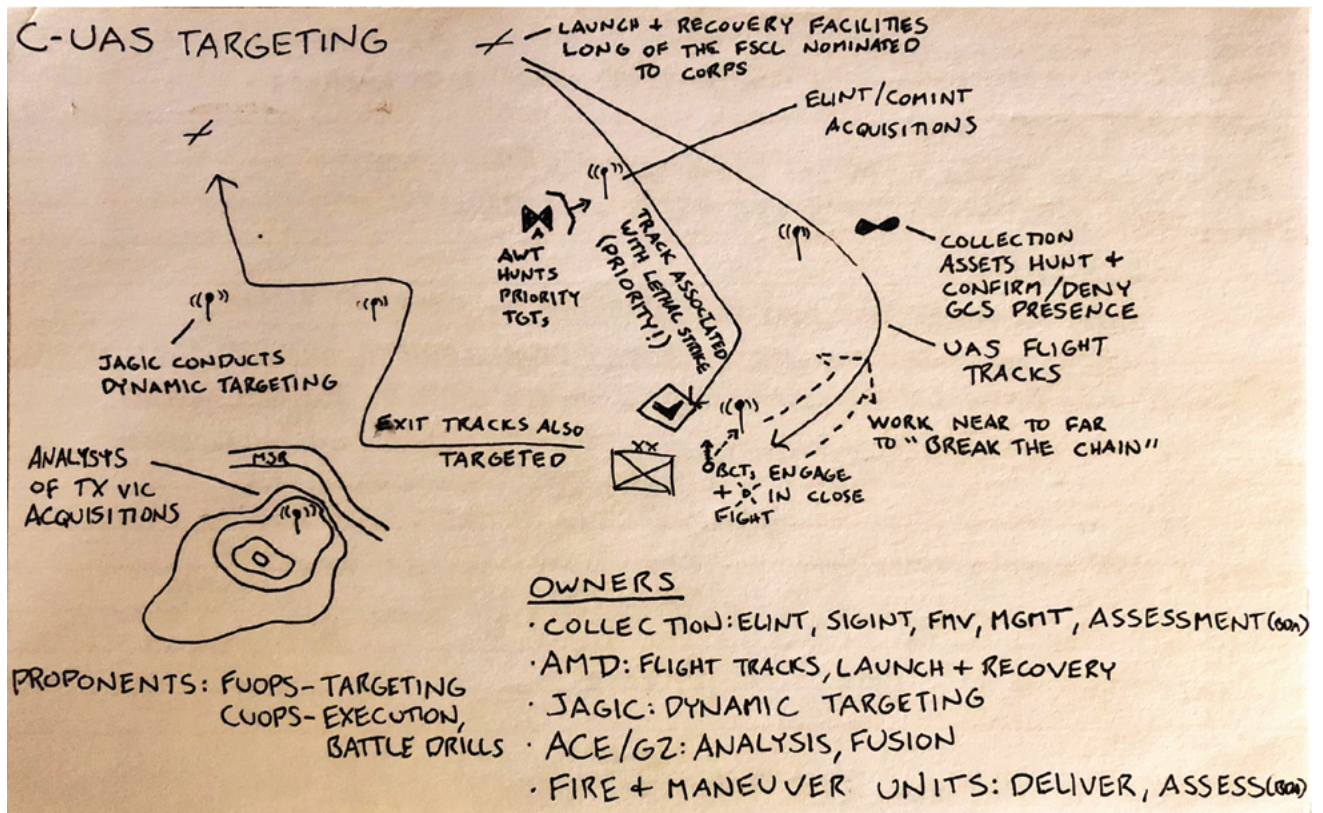 C-UAS TARGETING
LAUNCH + RECOVERY FACILITIES
LONG OF THE FSCL NOMINATED
TO CORPS
ELINT/COMINT
ACQUISITIONS
TRACK ASSOCIATED
WITH LETHAL STRIKE
(PRIORITY!)
AWT
HUNTS
PRIORITY
TGTs
COLLECTION
ASSETS HUNT +
CONFIRM/DENY
GCS PRESENCE
UAS FLIGHT
TRACKS
JAGIC CONDUCTS
DYNAMIC TARGETING
WORK NEAR TO FAR
TO "BREAK THE CHAIN"
EXIT TRACKS ALSO
TARGETED
XX
BCTs ENGAGE
+ IN CLOSE
FIGHT
MSR
ANALYSYS
OF TX VIC
ACQUISITIONS
OWNERS
· COLLECTION: ELINT, SIGINT, FMV, MGMT, ASSESSMENT (BDA)
· AMD: FLIGHT TRACKS, LAUNCH + RECOVERY
· JAGIC: DYNAMIC TARGETING
· ACE/G2: ANALYSIS, FUSION
· FIRE + MANEUVER UNITS: DELIVER, ASSESS (BDA)
PROPONENTS: FUOPS - TARGETING
CUOPS - EXECUTION,
BATTLE DRILLS